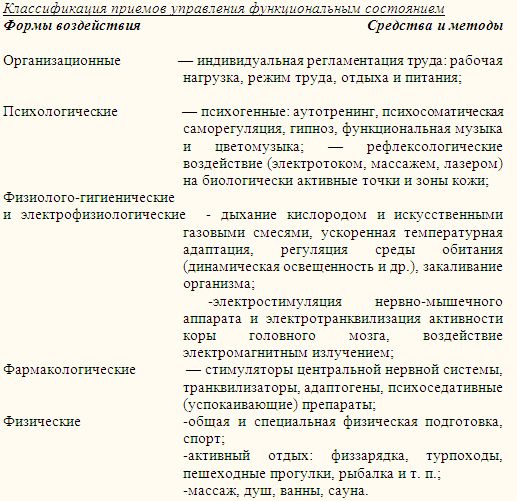 Классификация приемов управления функциональным состоянием
Формы воздействия Средства и методы
Организационные — индивидуальная регламентация труда: рабочая
нагрузка, режим труда, отдыха и питания;
Психологические — психогенные: аутотренинг, психосоматическая
саморегуляция, гипноз, функциональная музыка
и цветомузыка; — рефлексологические
воздействие (электротоком, массажем, лазером)
на биологически активные точки и зоны кожи;
Физиолого-гигиенические
и электрофизиологические - дыхание кислородом и искусственными
газовыми смесями, ускоренная температурная
адаптация, регуляция среды обитания
(динамическая освещенность и др.), закаливание
организма;
-электростимуляция нервно-мышечного
аппарата и электротранквилизация активности
коры головного мозга, воздействие
электромагнитным излучением;
Фармакологические — стимуляторы центральной нервной системы,
транквилизаторы, адаптогены, психоседативные
(успокаивающие) препараты;
Физические -общая и специальная физическая подготовка,
спорт;
-активный отдых: физзарядка, турпоходы,
пешеходные прогулки, рыбалка и т. п.;
-массаж, душ, ванны, сауна.